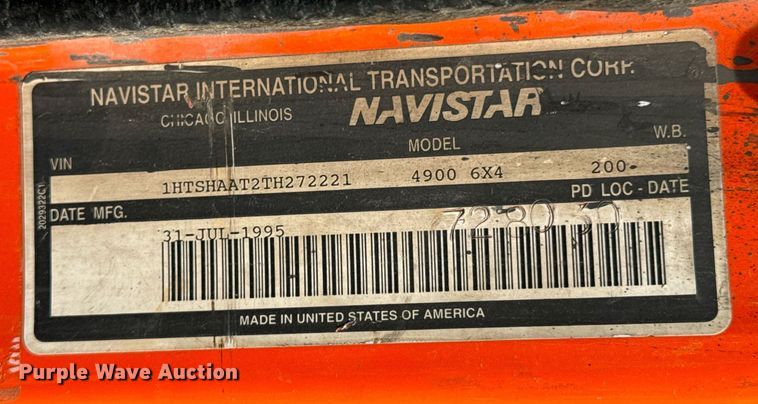 NAVISTAR INTERNATIONAL TRANSPORTATION CORP.
CHICAGO ILLINOIS NAVISTAR
VIN MODEL W.B.
1HTSHAAT2TH272221 4900 6X4 200
DATE MFG. PD LOC - DATE
31-JUL-1995
MADE IN UNITED STATES OF AMERICA
2029322C1
Purple Wave Auction